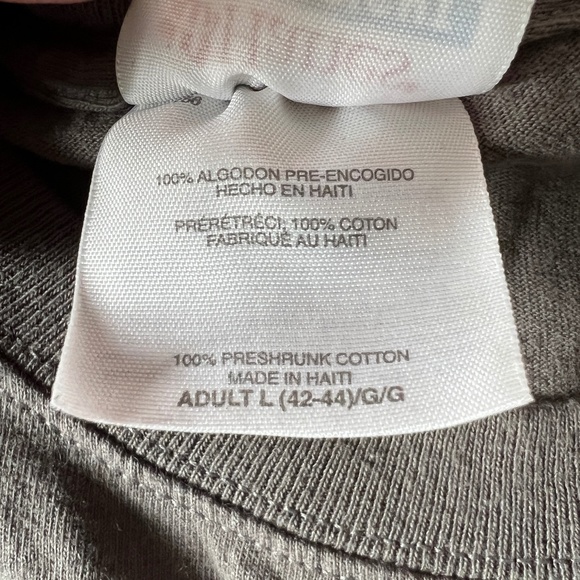 100% ALGODON PRE-ENCOGIDO
HECHO EN HAITI
PRÉRÉTRÉCI; 100% COTON
FABRIQUÉ AU HAITI
100% PRESHRUNK COTTON
MADE IN HAITI
ADULT L (42-44)/G/G